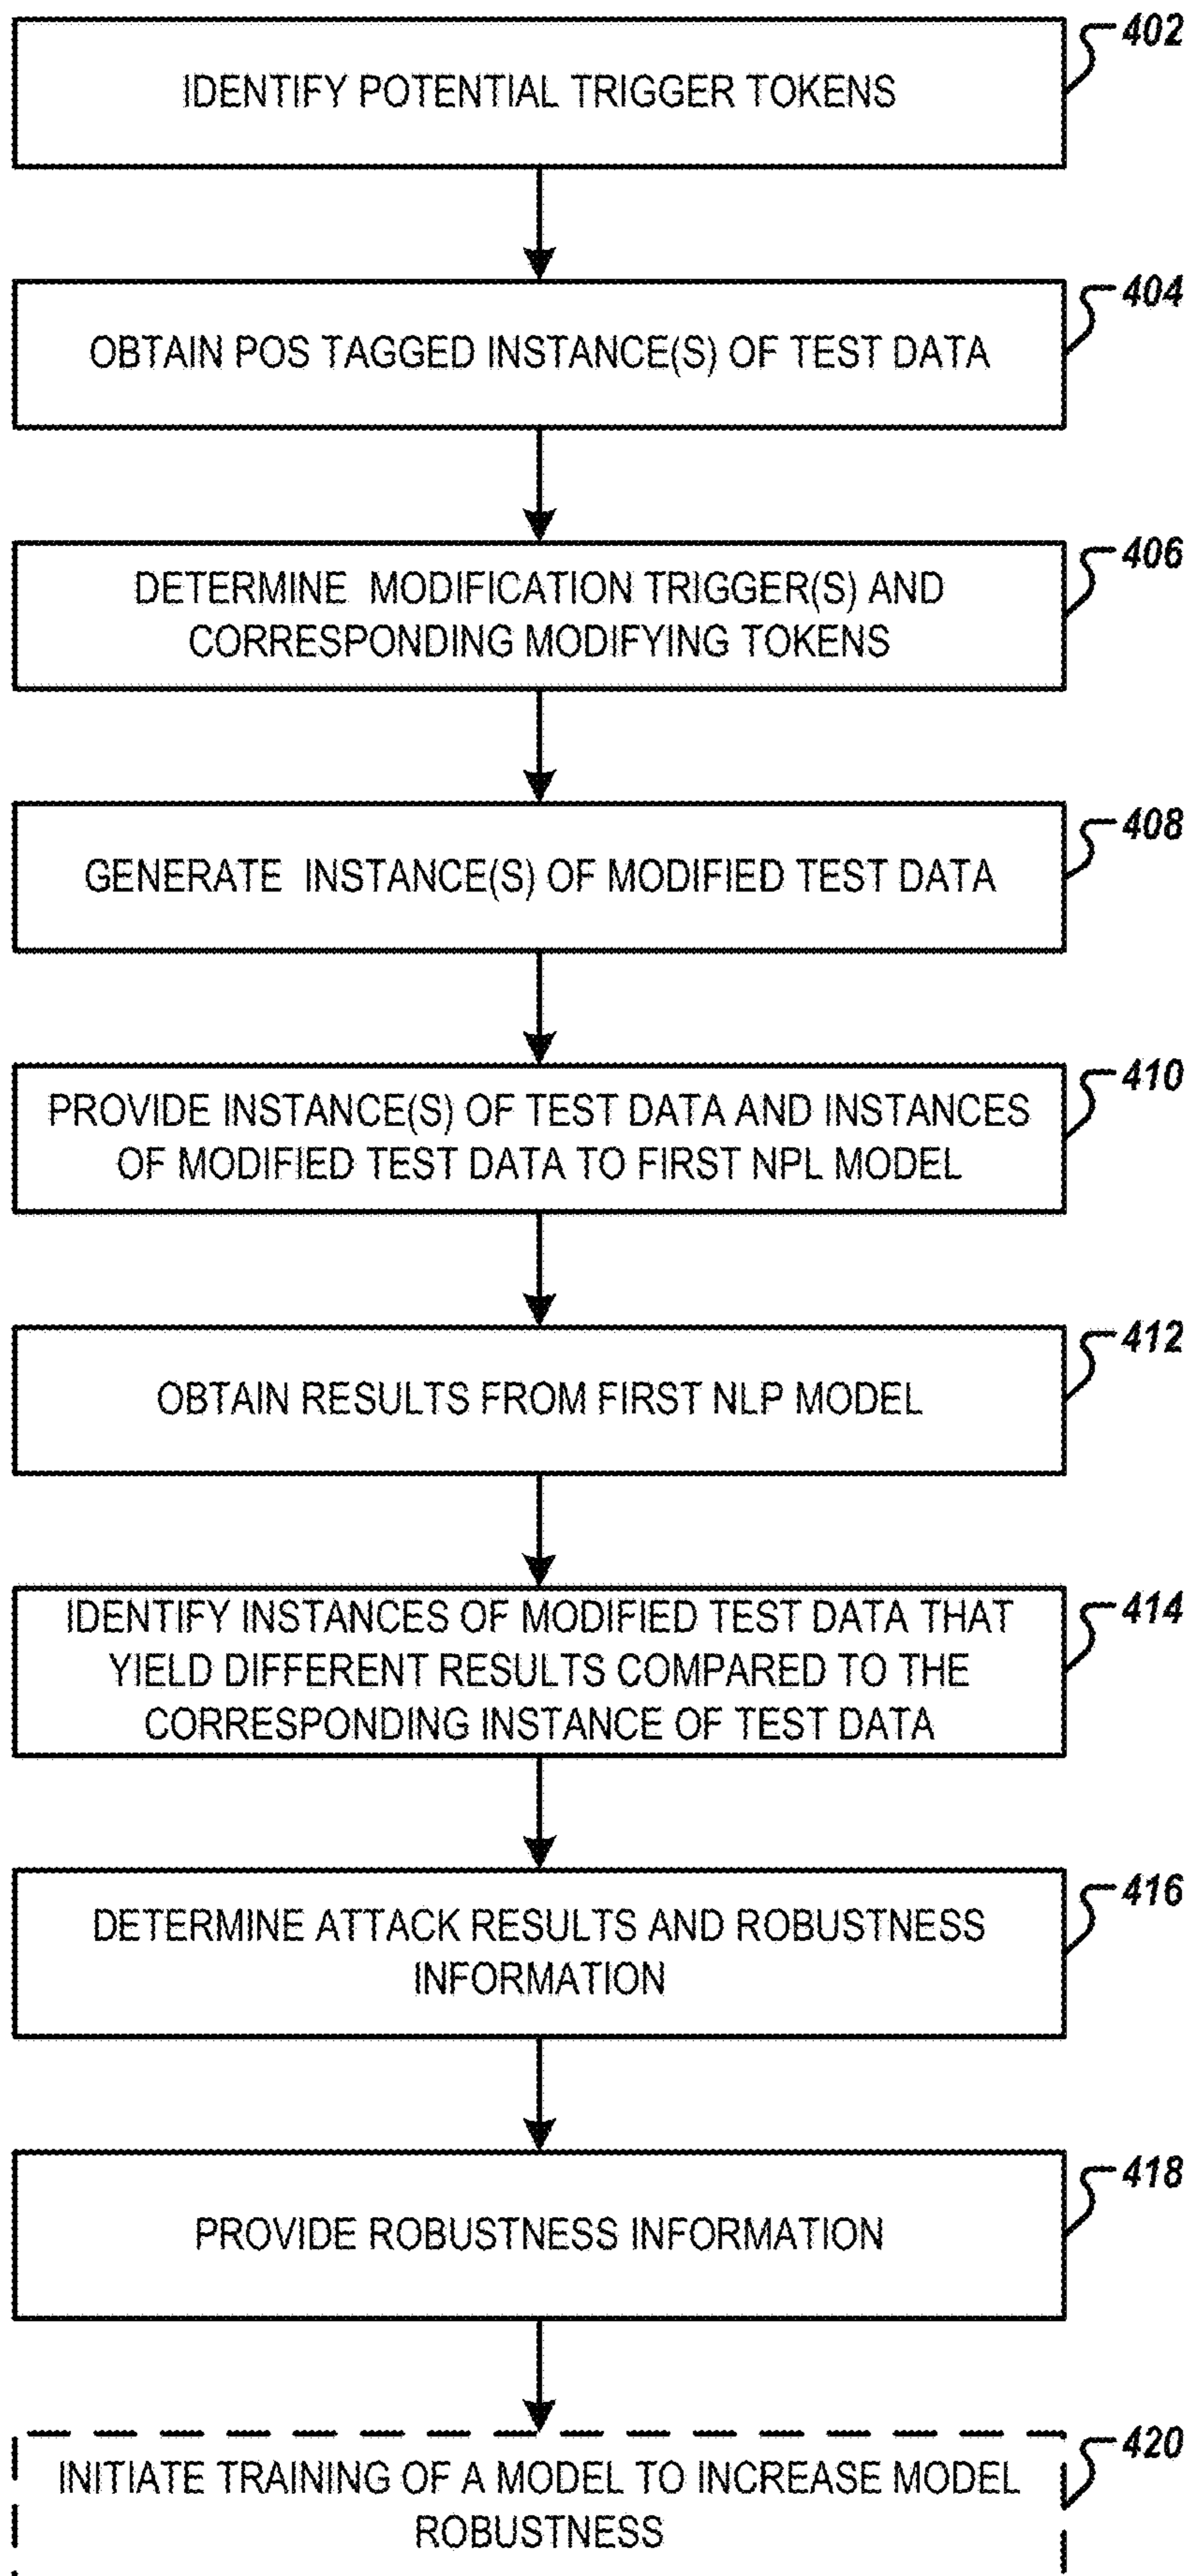 402
IDENTIFY POTENTIAL TRIGGER TOKENS
404
OBTAIN POS TAGGED INSTANCE(S) OF TEST DATA
406
DETERMINE MODIFICATION TRIGGER(S) AND
CORRESPONDING MODIFYING TOKENS
408
GENERATE INSTANCE(S) OF MODIFIED TEST DATA
410
PROVIDE INSTANCE(S) OF TEST DATA AND INSTANCES
OF MODIFIED TEST DATA TO FIRST NPL MODEL
412
OBTAIN RESULTS FROM FIRST NLP MODEL
414
IDENTIFY INSTANCES OF MODIFIED TEST DATA THAT
YIELD DIFFERENT RESULTS COMPARED TO THE
CORRESPONDING INSTANCE OF TEST DATA
416
DETERMINE ATTACK RESULTS AND ROBUSTNESS
INFORMATION
418
PROVIDE ROBUSTNESS INFORMATION
420
INITIATE TRAINING OF A MODEL TO INCREASE MODEL
ROBUSTNESS